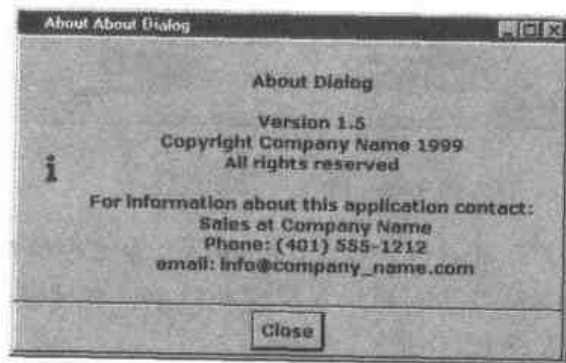 About About Dialog
About Dialog
Version 1.5
Copyright Company Name 1999
All rights reserved
i
For information about this application contact:
Sales at Company Name
Phone: (401) 555-1212
email: info@company_name.com
Close